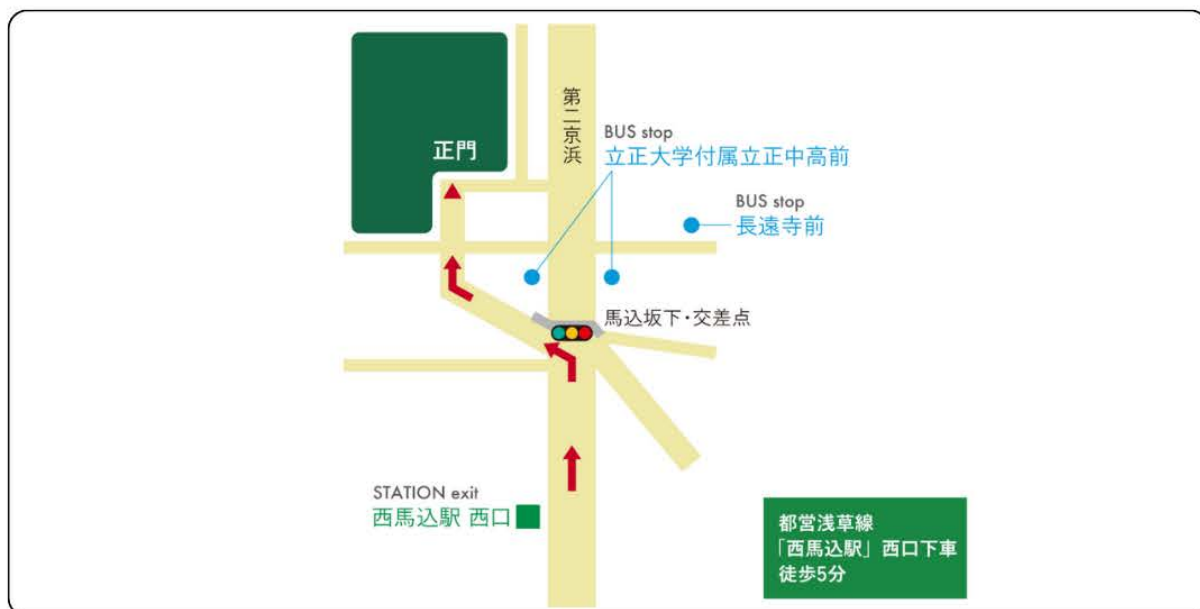 正門
第二京浜
BUS stop
立正大学付属立正中高前
BUS stop
長遠寺前
馬込坂下・交差点
STATION exit
西馬込駅 西口
都営浅草線
「西馬込駅」西口下車
徒歩5分